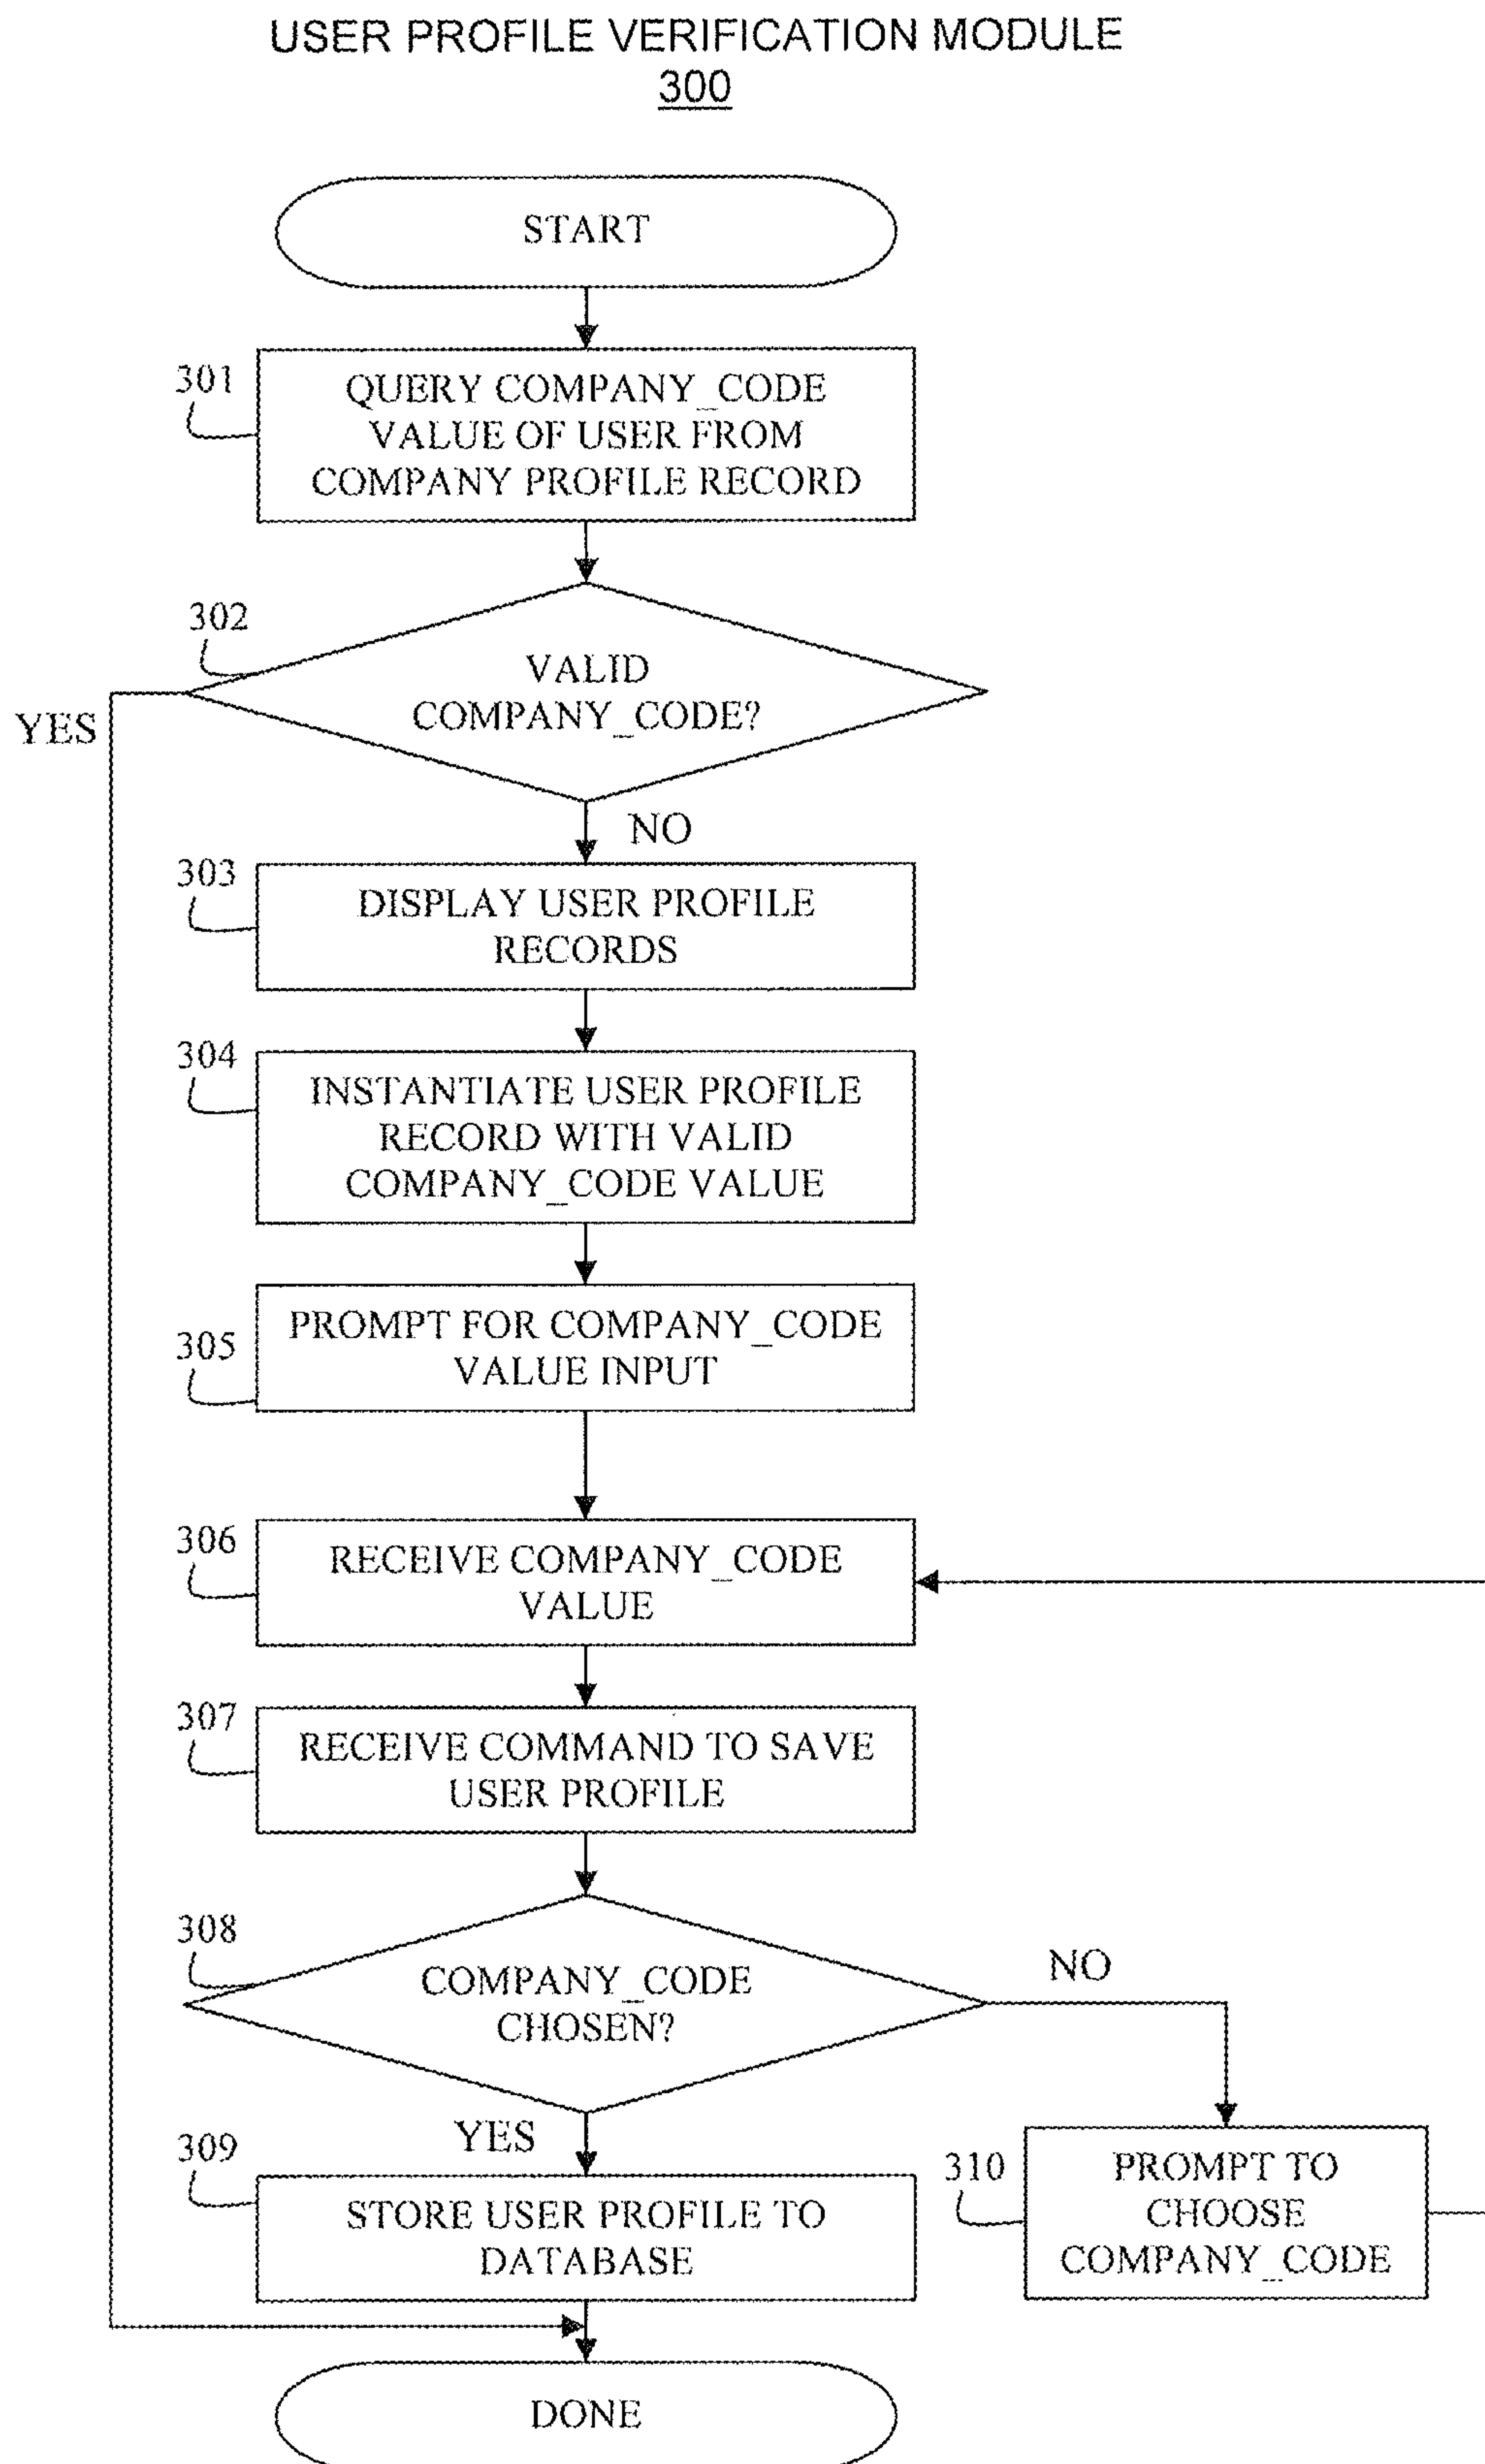 USER PROFILE VERIFICATION MODULE
300
START
301
QUERY COMPANY_CODE
VALUE OF USER FROM
COMPANY PROFILE RECORD
302
VALID
COMPANY_CODE?
YES
NO
303
DISPLAY USER PROFILE
RECORDS
304
INSTANTIATE USER PROFILE
RECORD WITH VALID
COMPANY_CODE VALUE
305
PROMPT FOR COMPANY_CODE
VALUE INPUT
306
RECEIVE COMPANY_CODE
VALUE
307
RECEIVE COMMAND TO SAVE
USER PROFILE
308
COMPANY_CODE
CHOSEN?
NO
YES
309
STORE USER PROFILE TO
DATABASE
310
PROMPT TO
CHOOSE
COMPANY_CODE
DONE